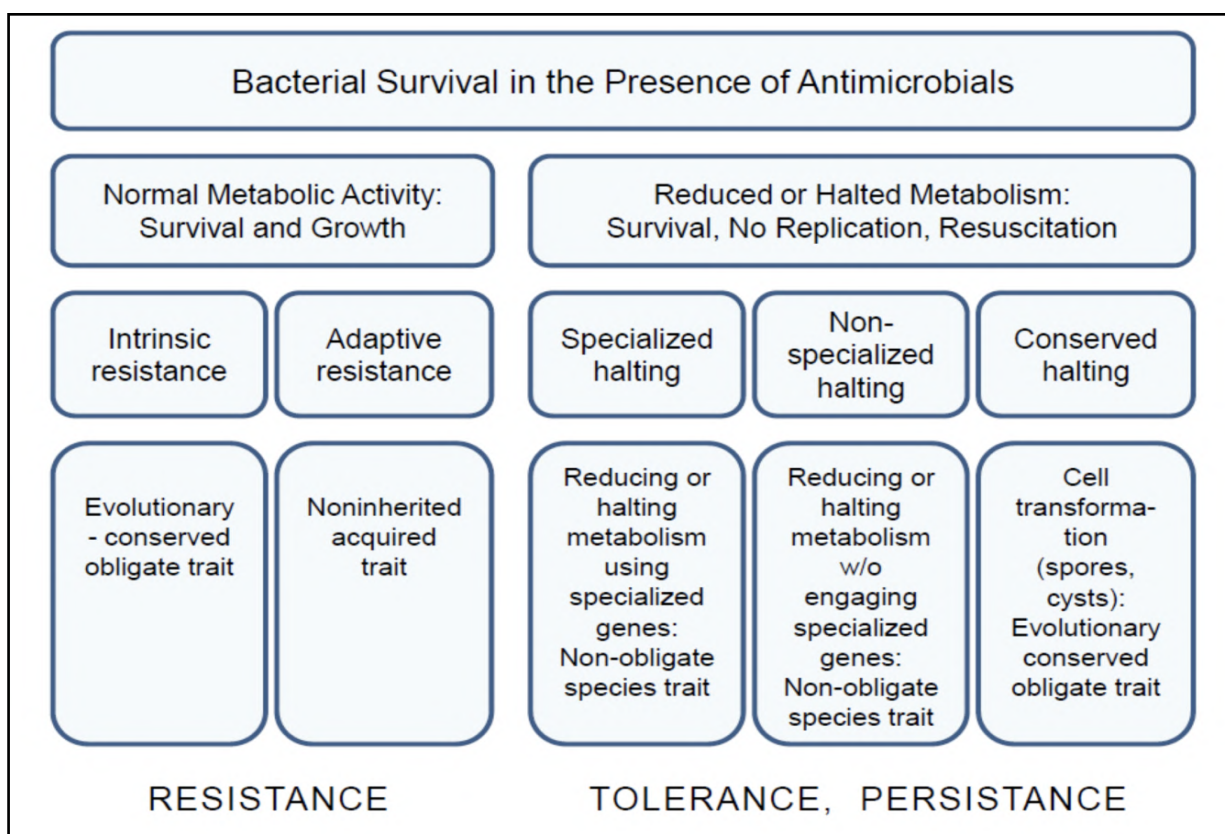 Bacterial Survival in the Presence of Antimicrobials
Normal Metabolic Activity:
Survival and Growth
Reduced or Halted Metabolism:
Survival, No Replication, Resuscitation
Intrinsic
resistance
Adaptive
resistance
Specialized
halting
Non-
specialized
halting
Conserved
halting
Evolutionary
- conserved
obligate trait
Noninherited
acquired
trait
Reducing or
halting
metabolism
using
specialized
genes:
Non-obligate
species trait
Reducing or
halting
metabolism
w/o
engaging
specialized
genes:
Non-obligate
species trait
Cell
transforma-
tion
(spores,
cysts):
Evolutionary
conserved
obligate trait
RESISTANCE
TOLERANCE, PERSISTANCE